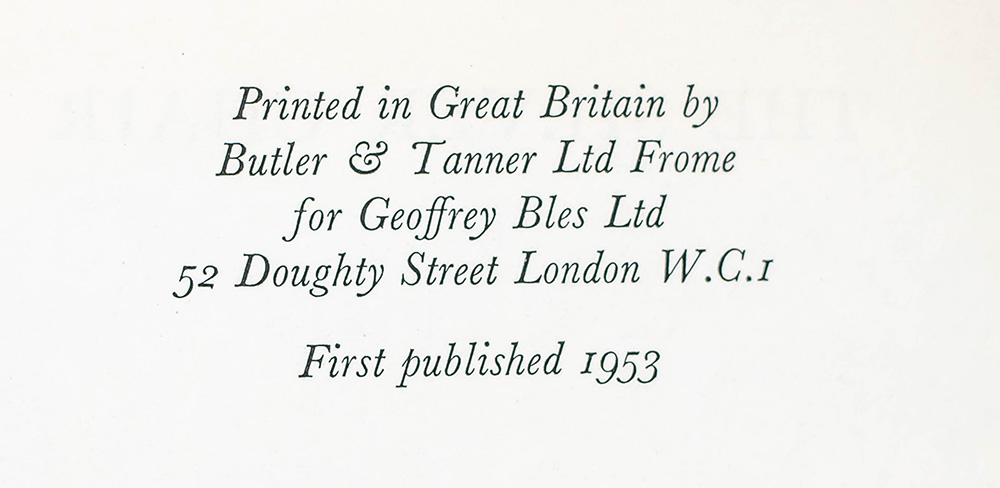 Printed in Great Britain by
Butler & Tanner Ltd Frome
for Geoffrey Bles Ltd
52 Doughty Street London W.C.1
First published 1953